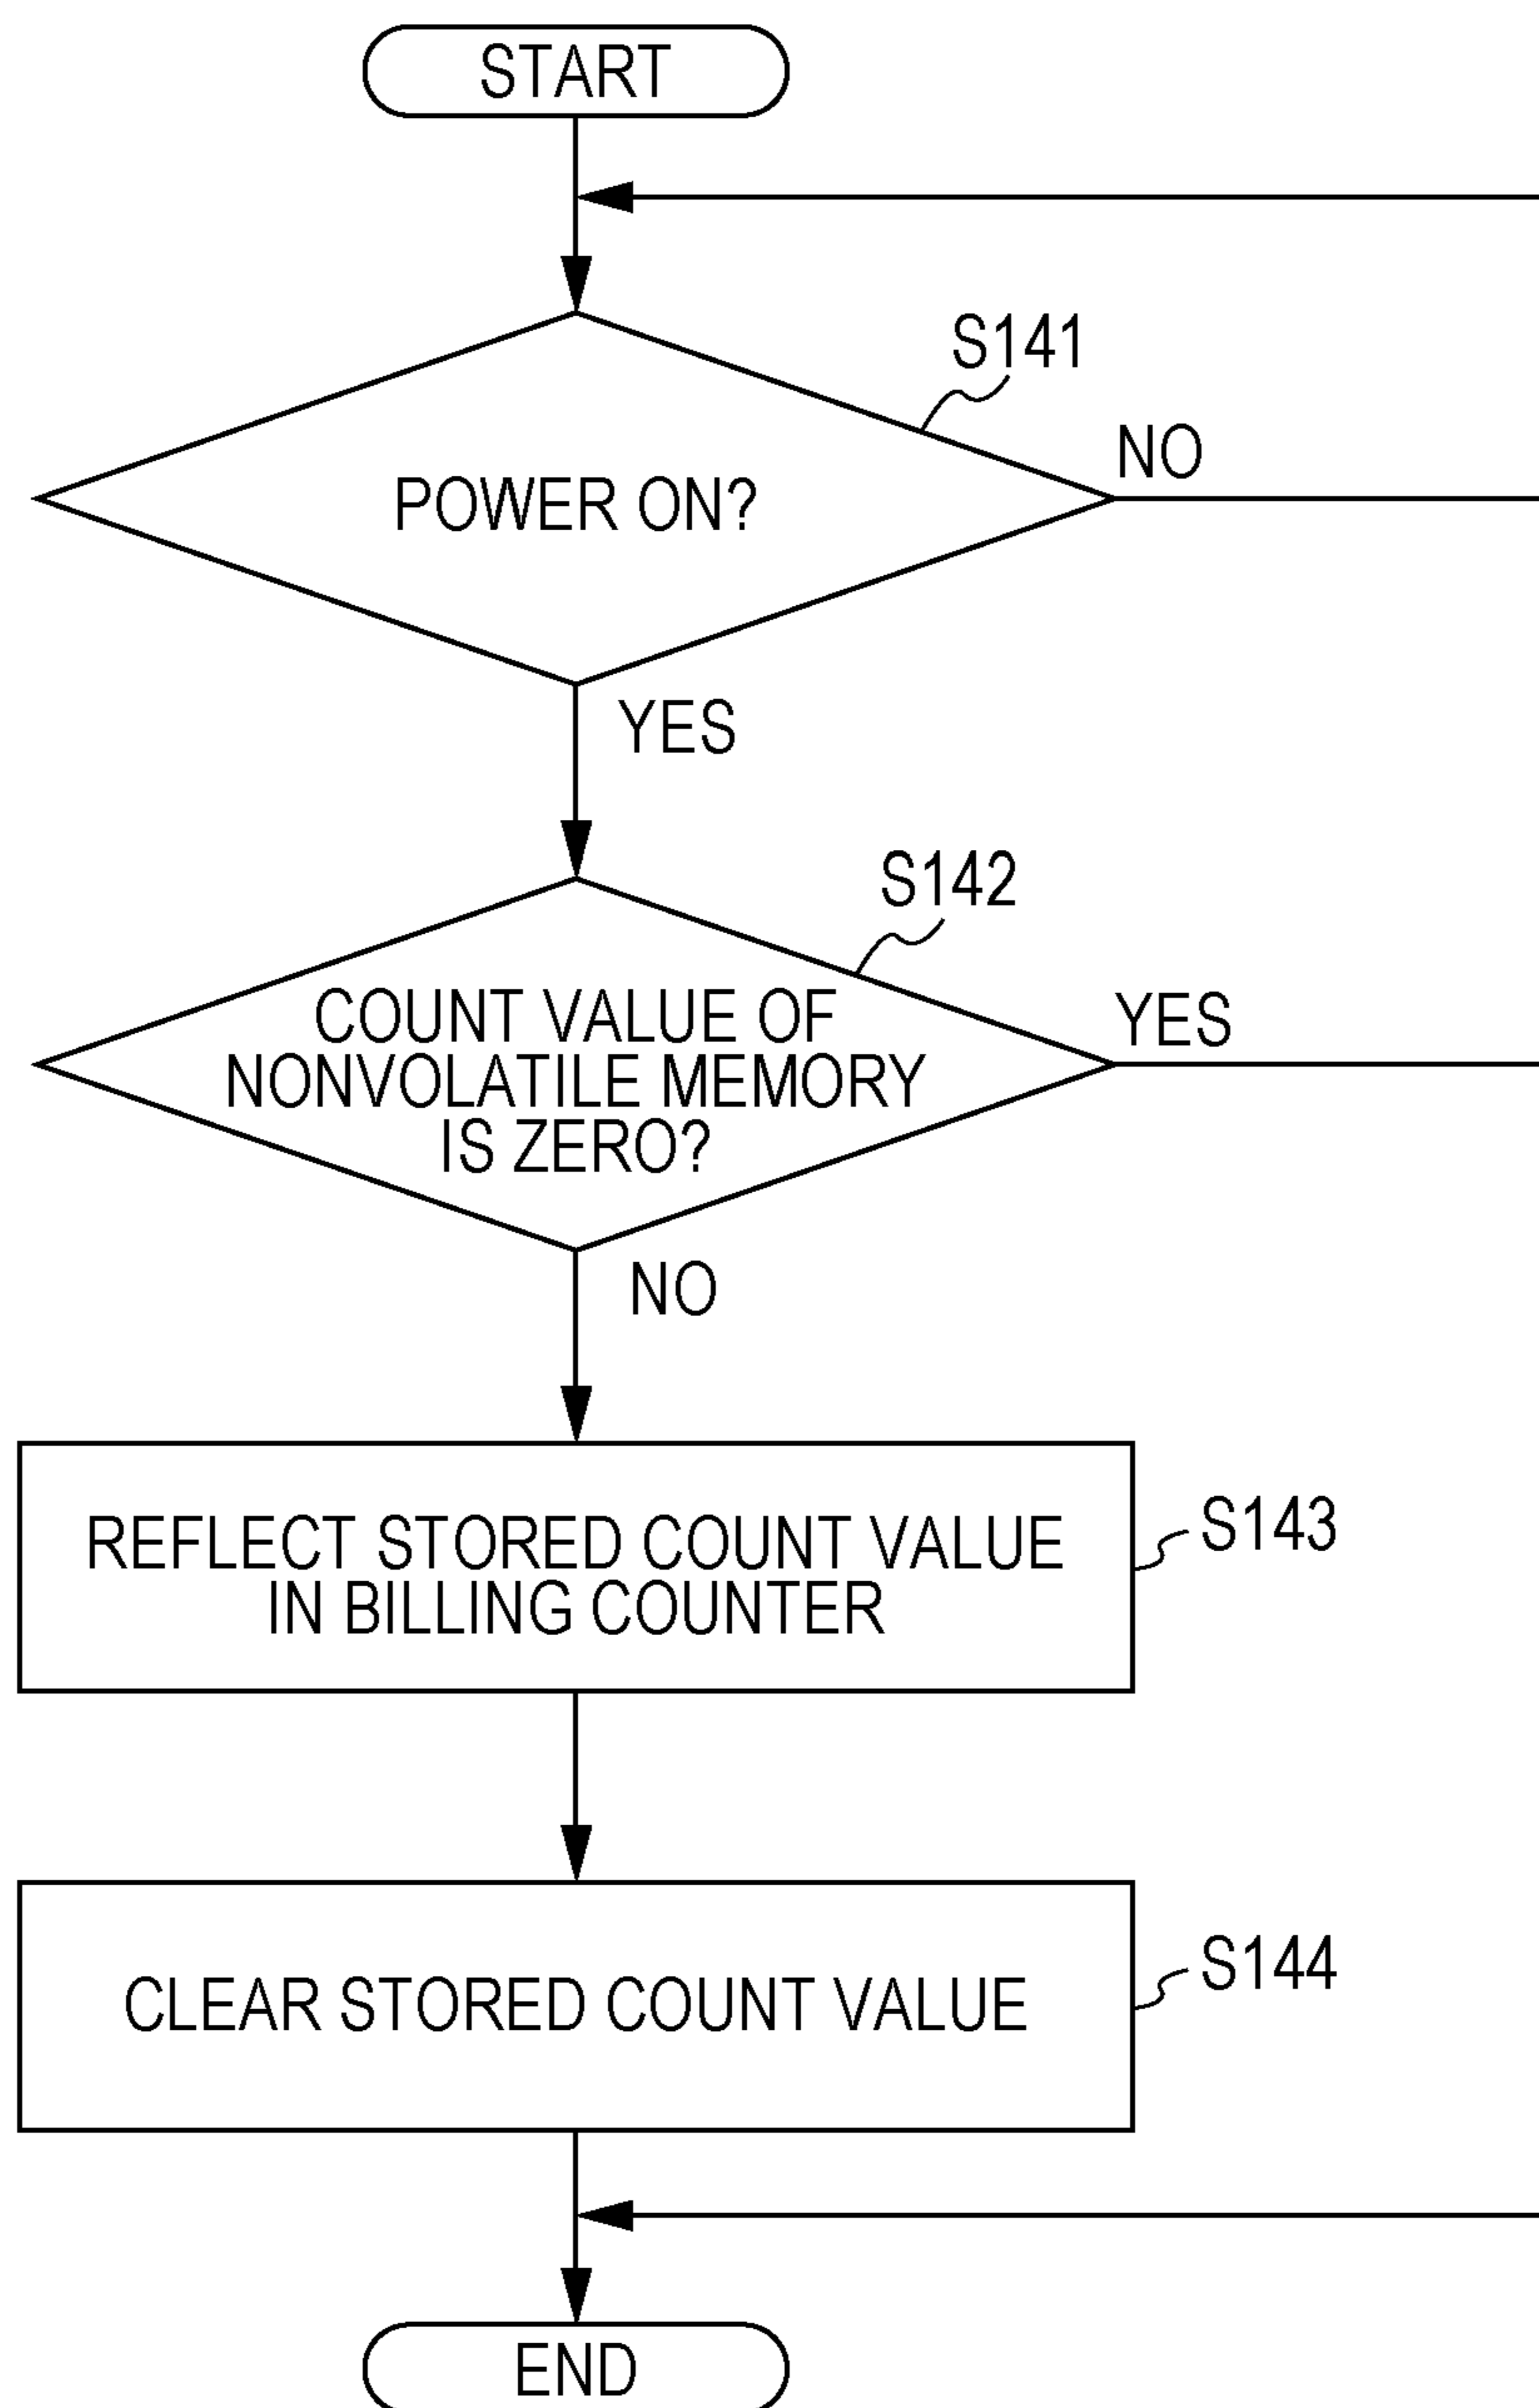 START
S141
NO
POWER ON?
YES
S142
YES
COUNT VALUE OF
NONVOLATILE MEMORY
IS ZERO?
NO
REFLECT STORED COUNT VALUE
IN BILLING COUNTER
S143
CLEAR STORED COUNT VALUE
S144
END